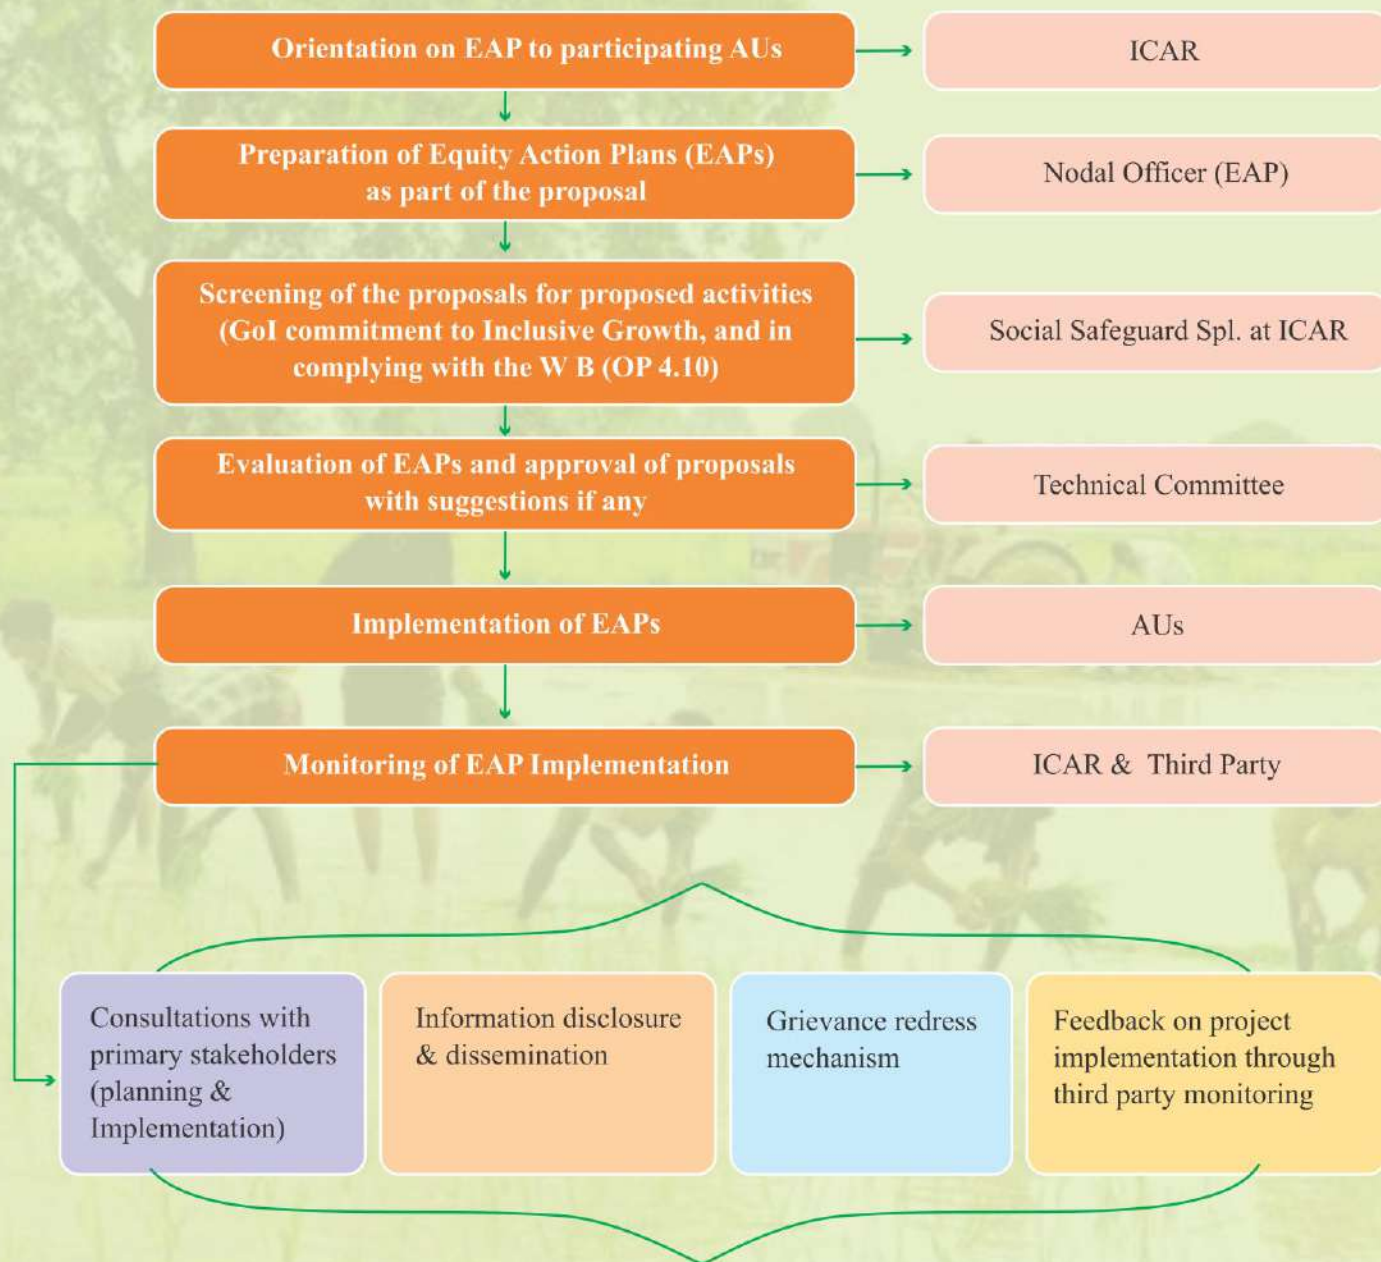 Orientation on EAP to participating AUs
ICAR
Preparation of Equity Action Plans (EAPs)
as part of the proposal
Nodal Officer (EAP)
Screening of the proposals for proposed activities
(GoI commitment to Inclusive Growth, and in
complying with the W B (OP 4.10)
Social Safeguard Spl. at ICAR
Evaluation of EAPs and approval of proposals
with suggestions if any
Technical Committee
Implementation of EAPs
AUs
Monitoring of EAP Implementation
ICAR & Third Party
Consultations with
primary stakeholders
(planning &
Implementation)
Information disclosure
& dissemination
Grievance redress
mechanism
Feedback on project
implementation through
third party monitoring